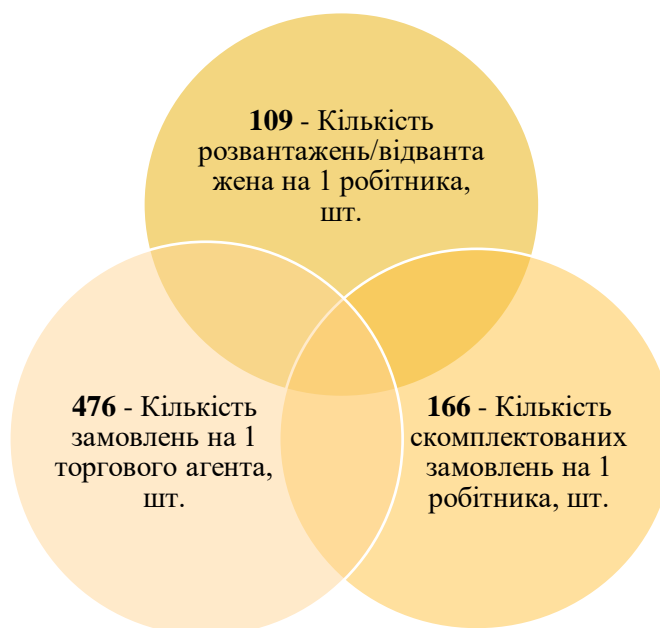 109 - Кількість
розвантажень/відванта
жена на 1 робітника,
шт.
476 - Кількість
замовлень на 1
торгового агента,
шт.
166 - Кількість
скомплектованих
замовлень на 1
робітника, шт.